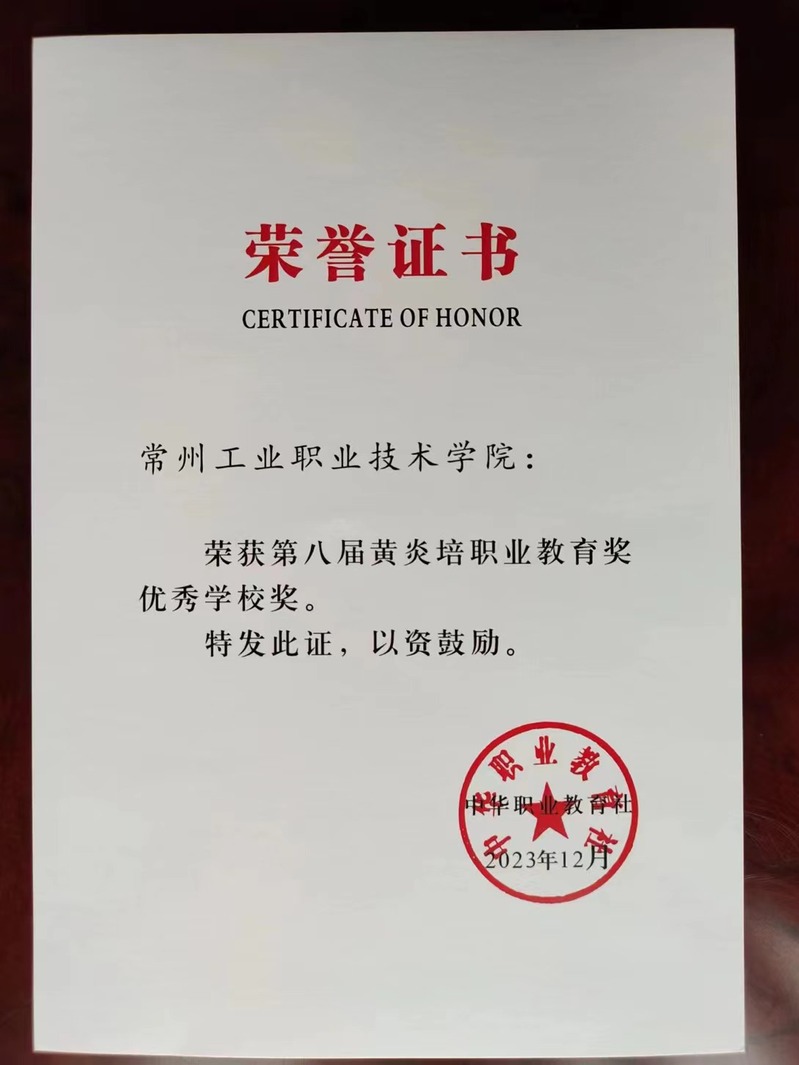 荣誉证书
CERTIFICATE OF HONOR
常州工业职业技术学院：
荣获第八届黄炎培职业教育奖
优秀学校奖。
特发此证，以资鼓励。
中华职业教育社
中华职业教育社
2023年12月